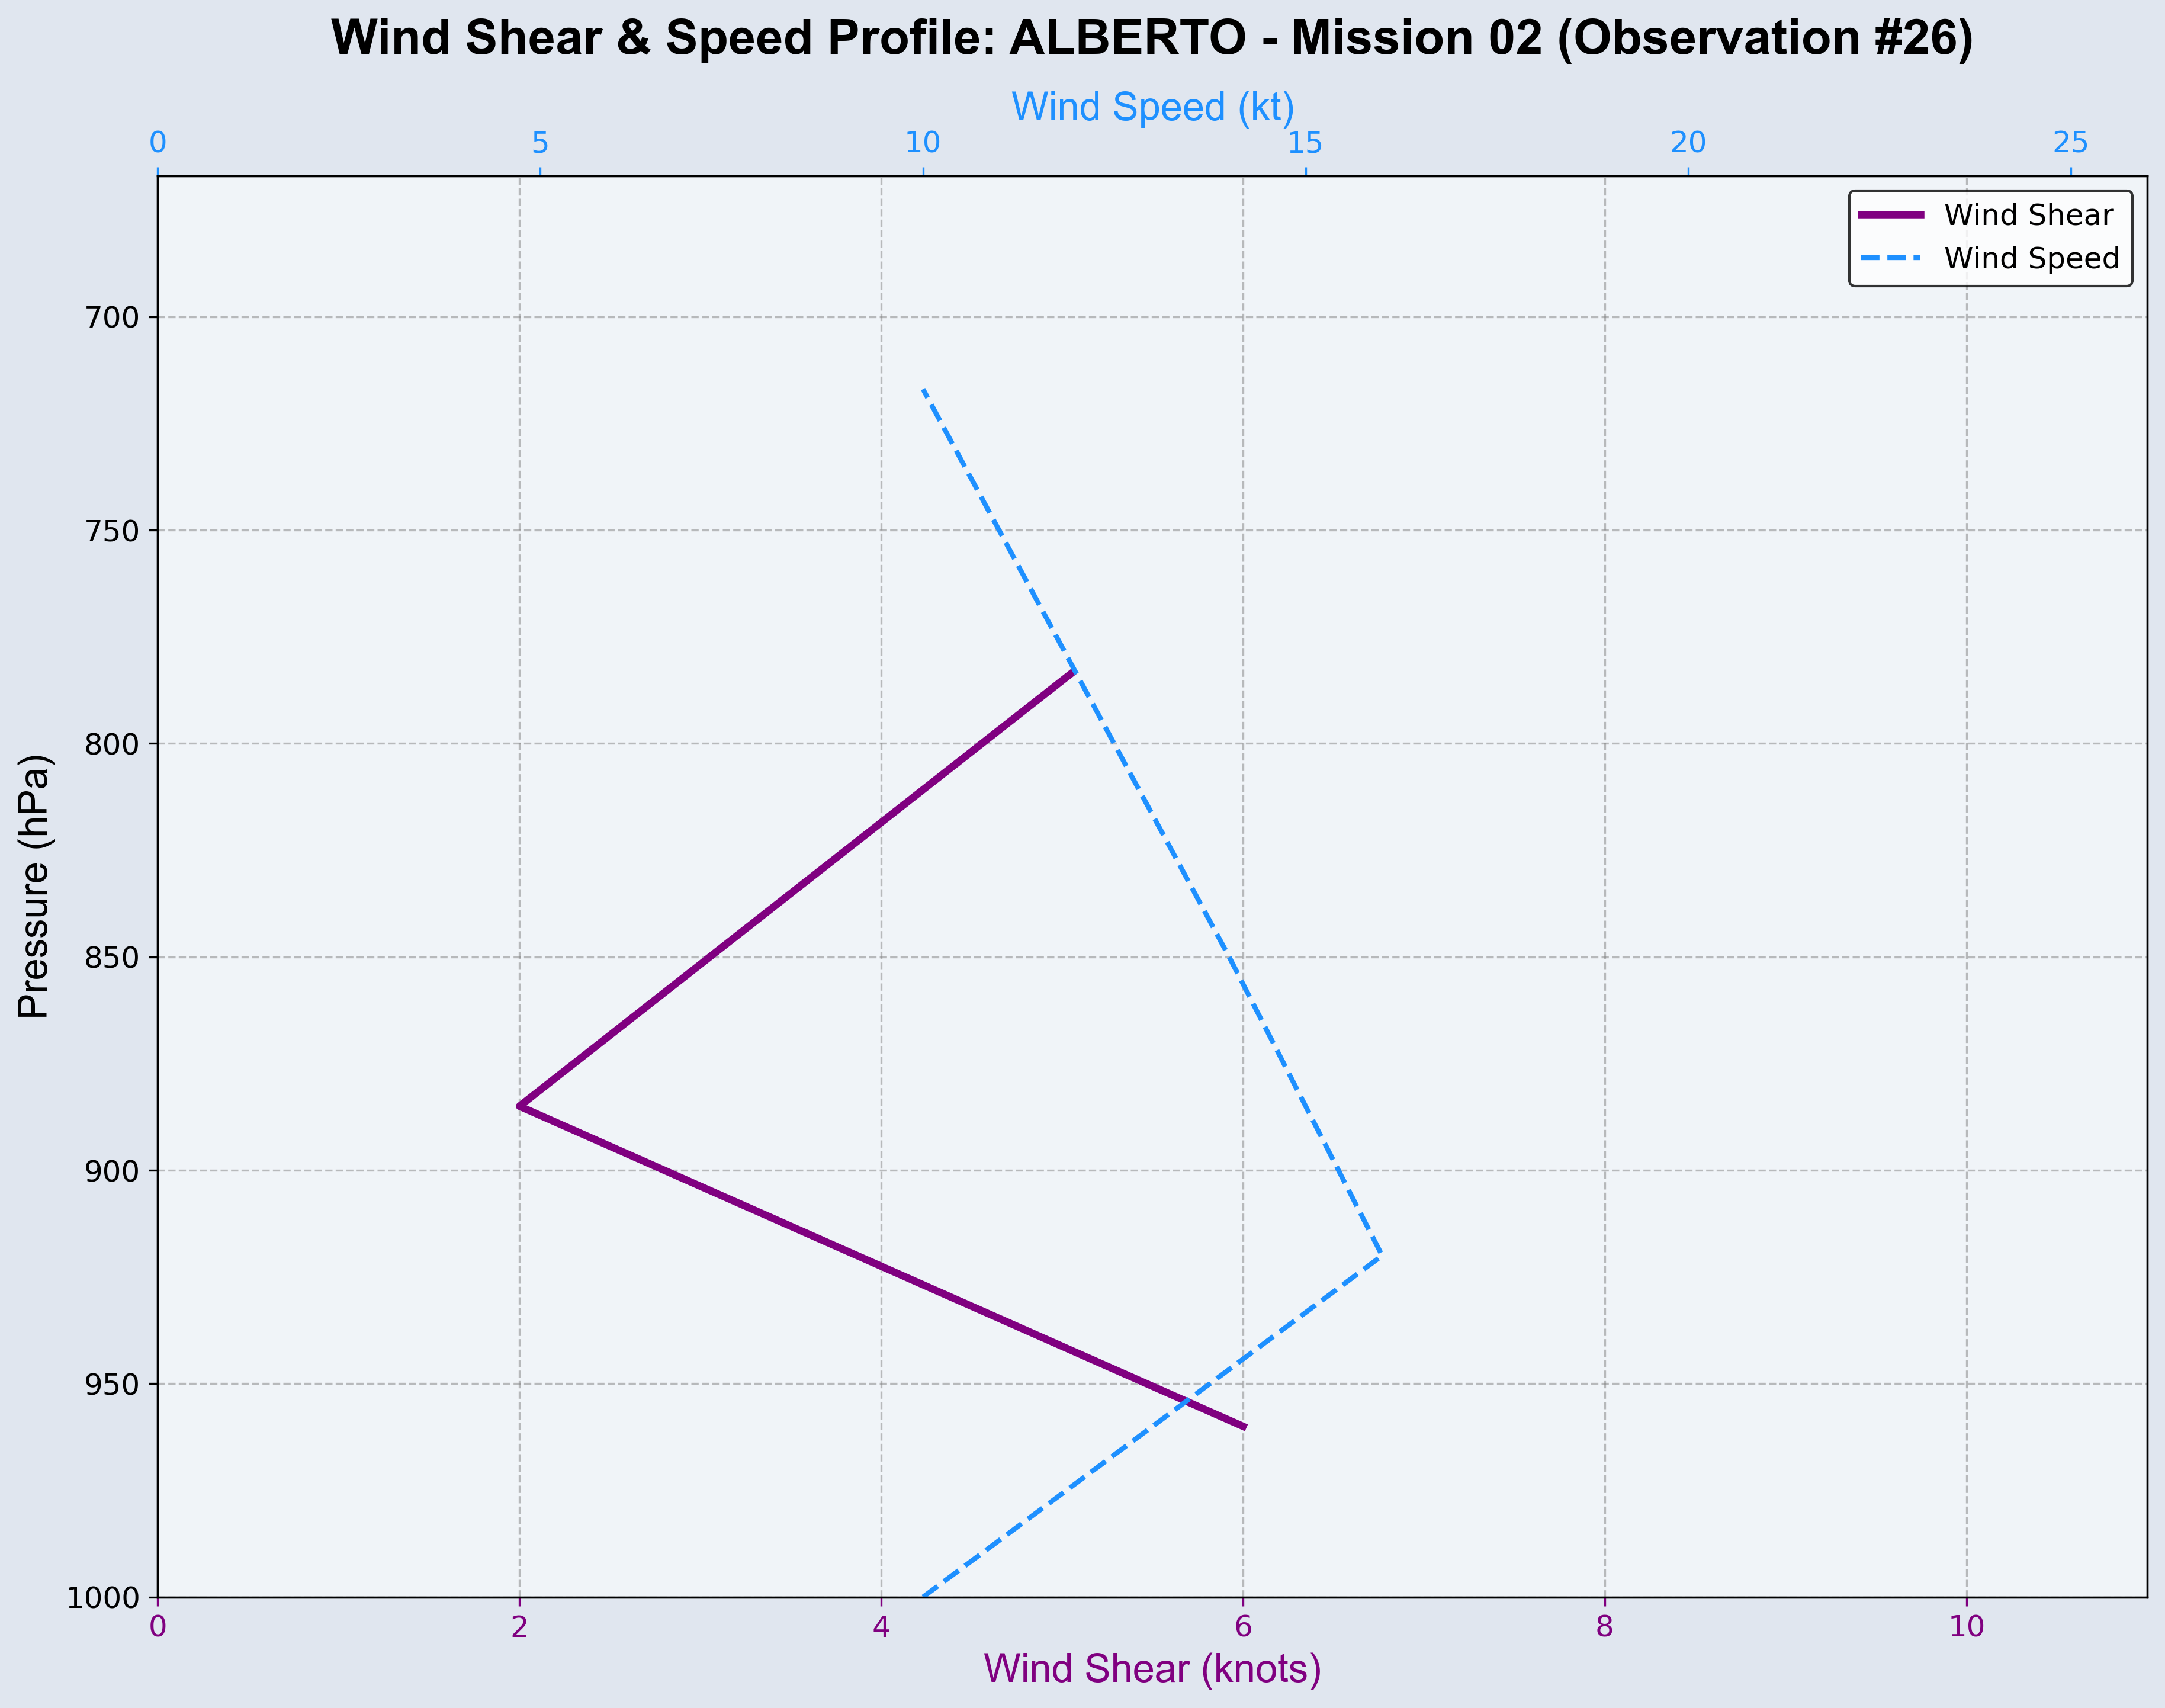 Wind Shear & Speed Profile: ALBERTO - Mission 02 (Observation #26)
Wind Speed (kt)
0 5 10 15 20 25
Wind Shear
Wind Speed
700
750
800
850
900
950
1000
Pressure (hPa)
0 2 4 6 8 10
Wind Shear (knots)